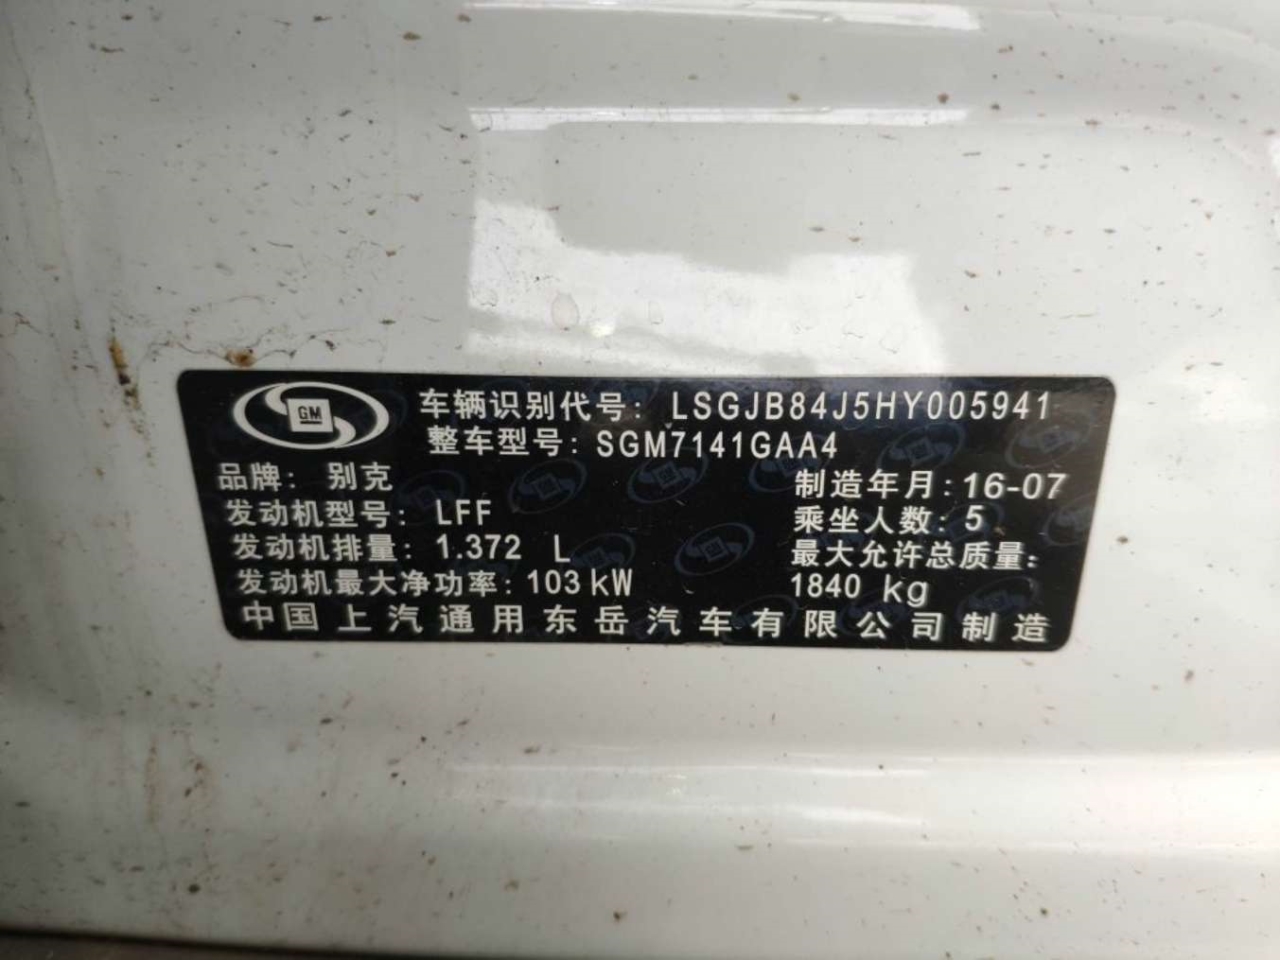 GM
车辆识别代号: LSGJB84J5HY005941
整车型号: SGM7141GAA4
品牌: 别克
制造年月: 16-07
发动机型号: LFF
乘坐人数: 5
发动机排量: 1.372 L
最大允许总质量:
发动机最大净功率: 103 kW
1840 kg
中国上汽通用东岳汽车有限公司制造